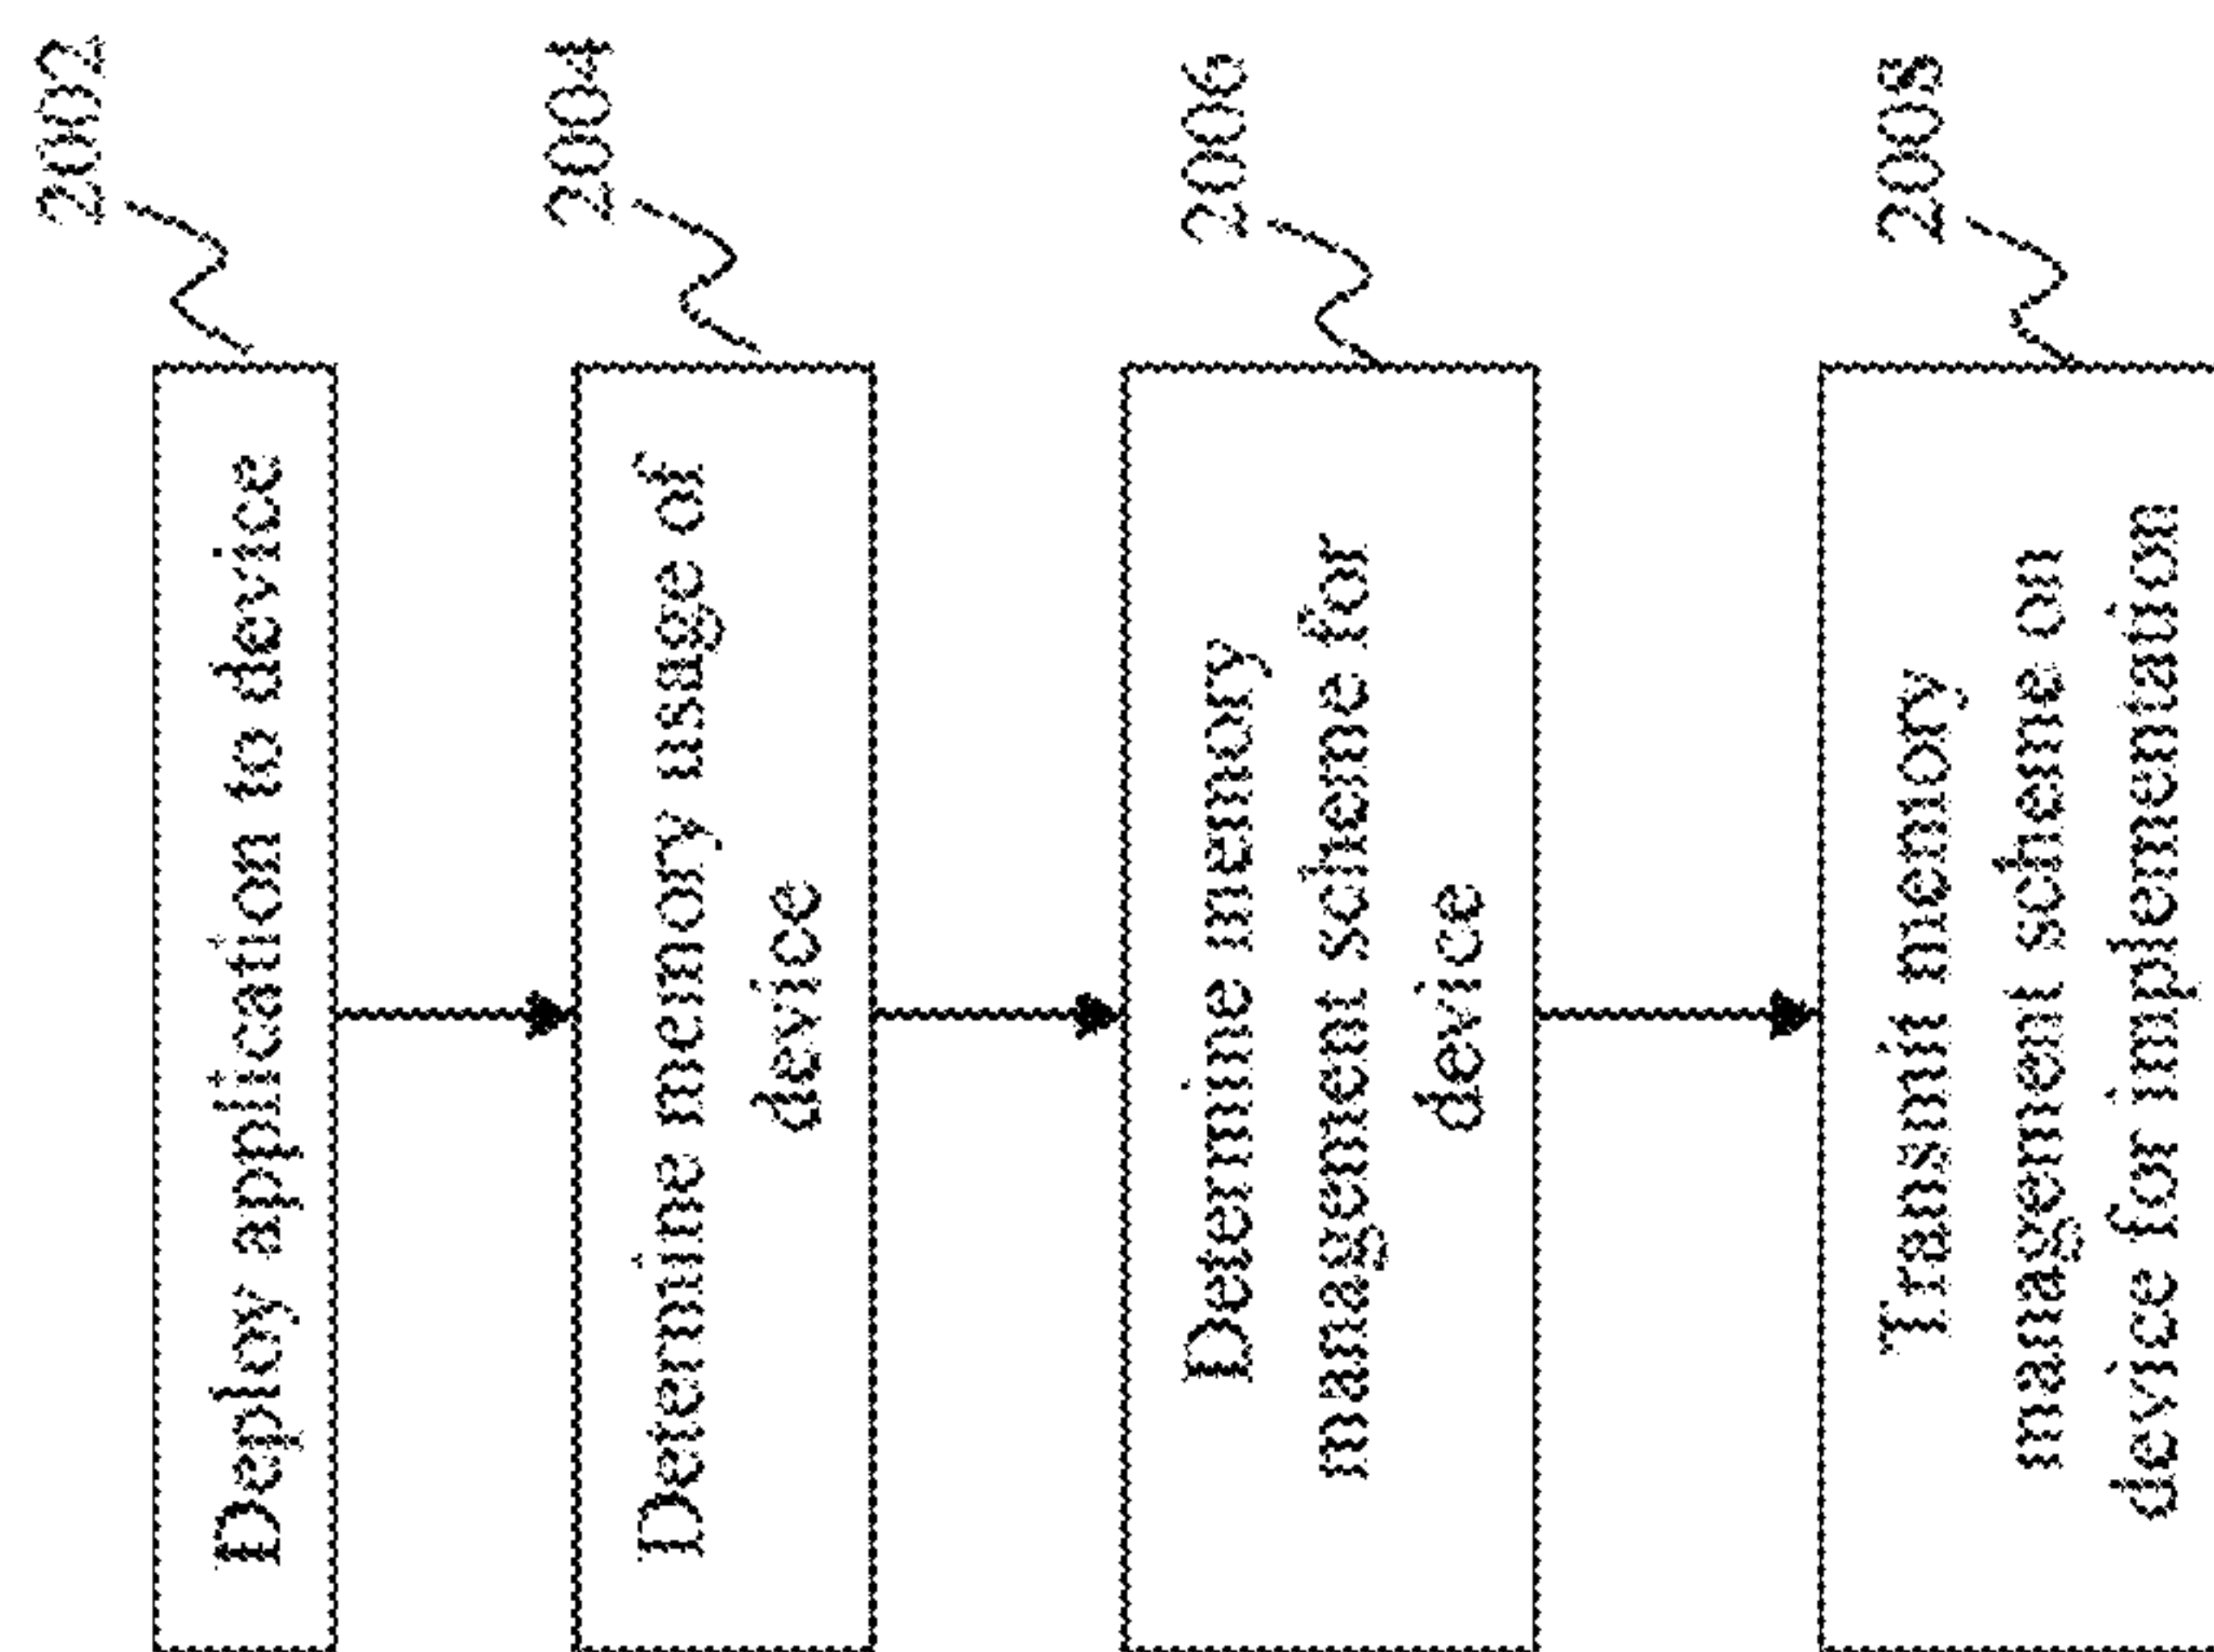 2002
Deploy application to device
2004
Determine memory usage of
device
2006
Determine memory
management scheme for
device
2008
Transmit memory
management scheme on
device for implementation